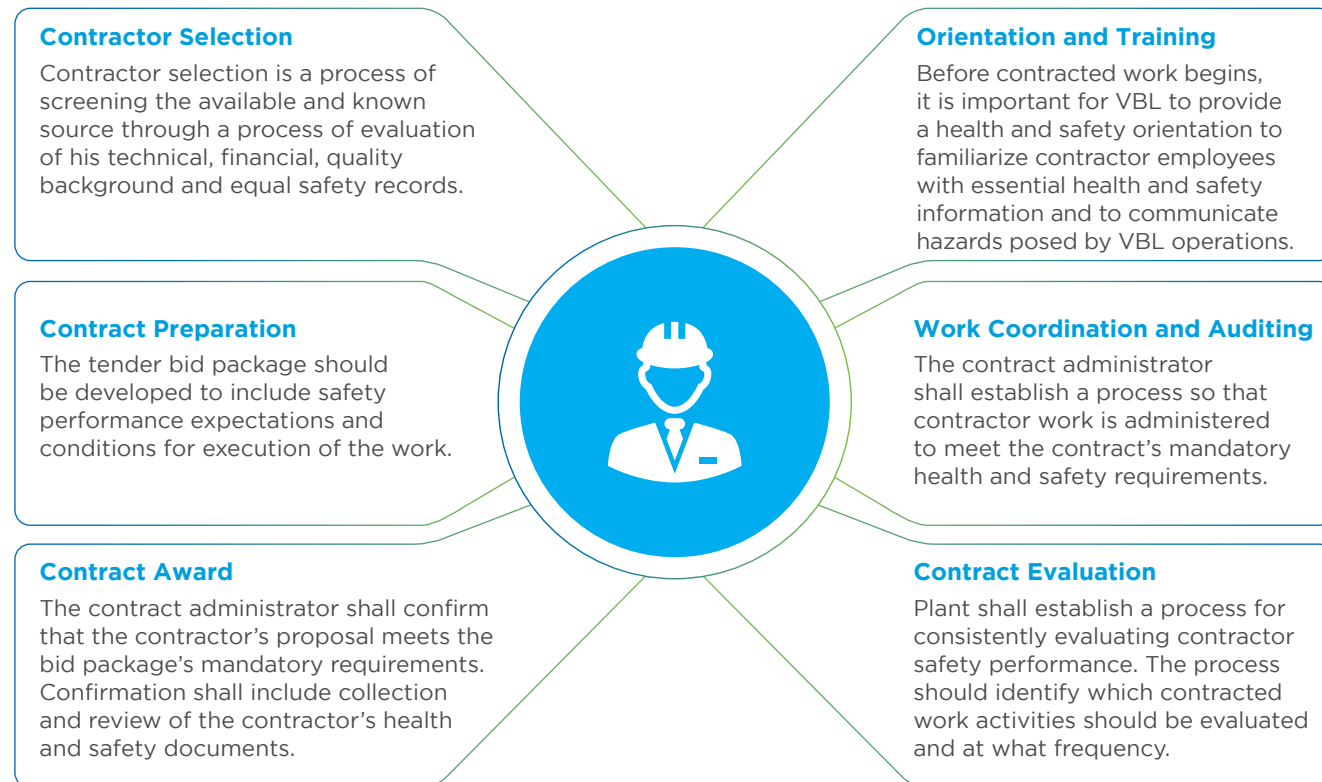 Contractor Selection
Contractor selection is a process of
screening the available and known
source through a process of evaluation
of his technical, financial, quality
background and equal safety records.
Contract Preparation
The tender bid package should
be developed to include safety
performance expectations and
conditions for execution of the work.
Contract Award
The contract administrator shall confirm
that the contractor’s proposal meets the
bid package’s mandatory requirements.
Confirmation shall include collection
and review of the contractor’s health
and safety documents.
Orientation and Training
Before contracted work begins,
it is important for VBL to provide
a health and safety orientation to
familiarize contractor employees
with essential health and safety
information and to communicate
hazards posed by VBL operations.
Work Coordination and Auditing
The contract administrator
shall establish a process so that
contractor work is administered
to meet the contract’s mandatory
health and safety requirements.
Contract Evaluation
Plant shall establish a process for
consistently evaluating contractor
safety performance. The process
should identify which contracted
work activities should be evaluated
and at what frequency.